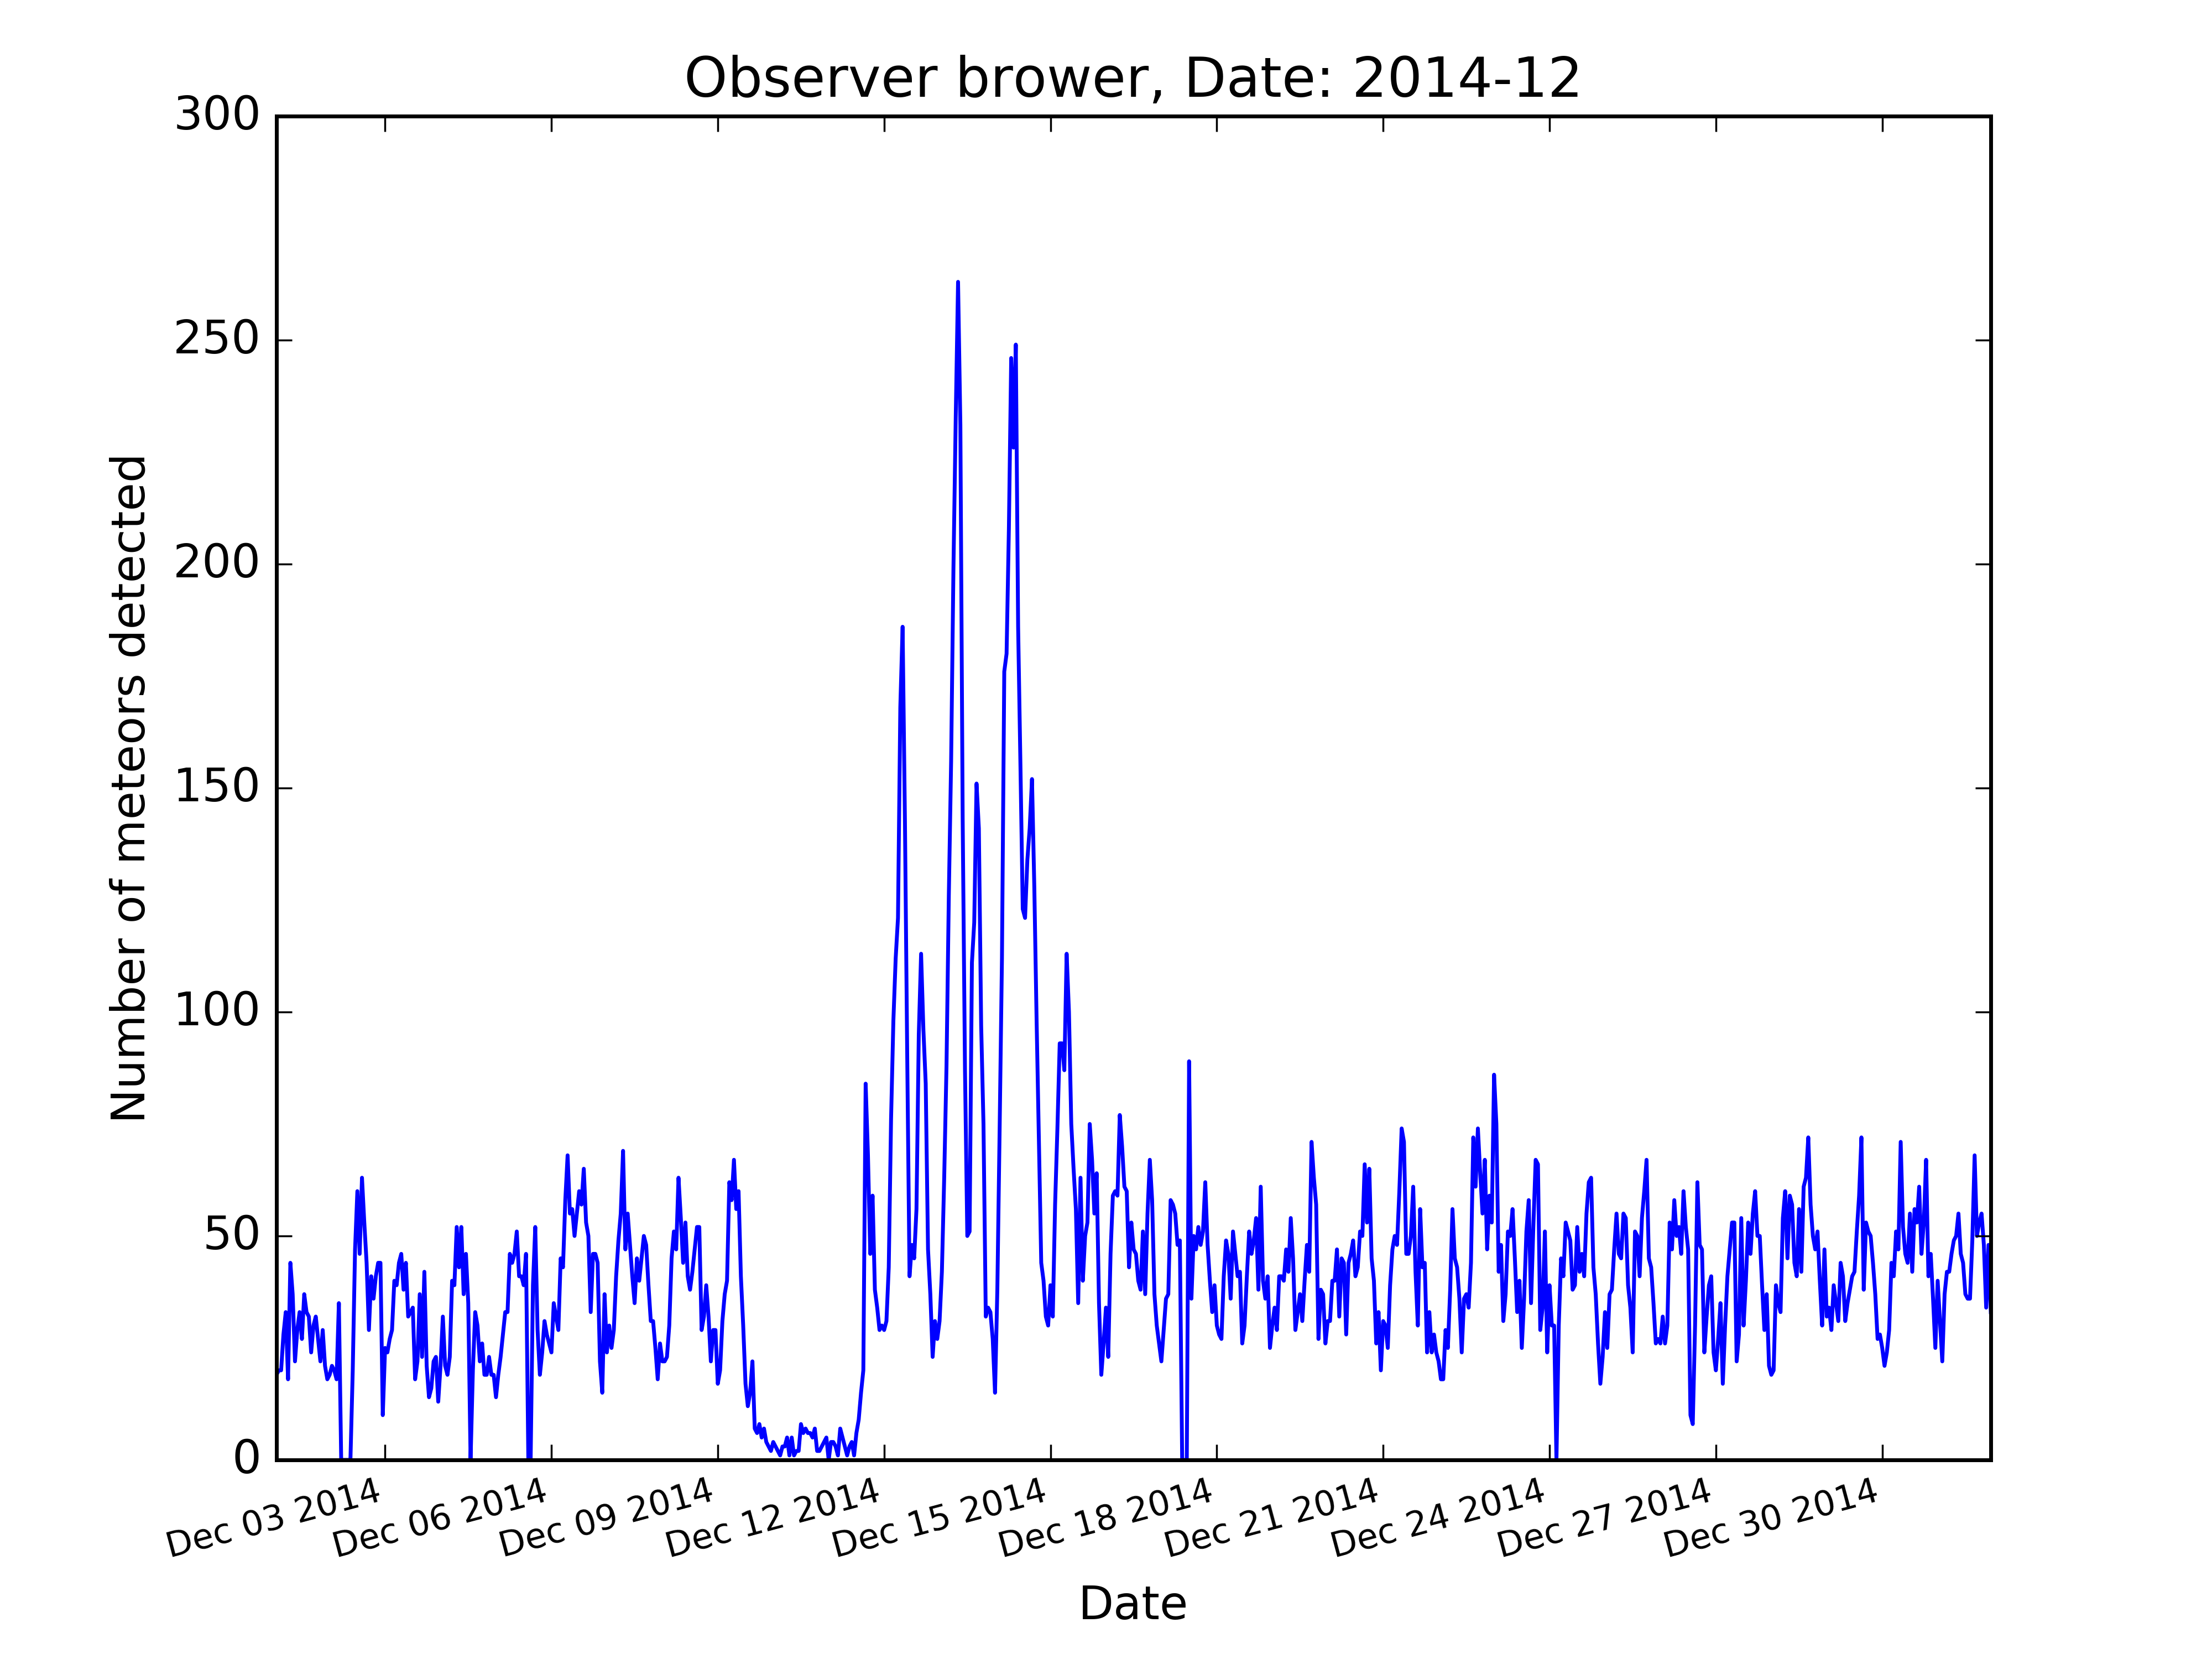 Observer brower, Date: 2014-12
300
250
200
150
100
50
0
Number of meteors detected
Dec 03 2014
Dec 06 2014
Dec 09 2014
Dec 12 2014
Dec 15 2014
Dec 18 2014
Dec 21 2014
Dec 24 2014
Dec 27 2014
Dec 30 2014
Date